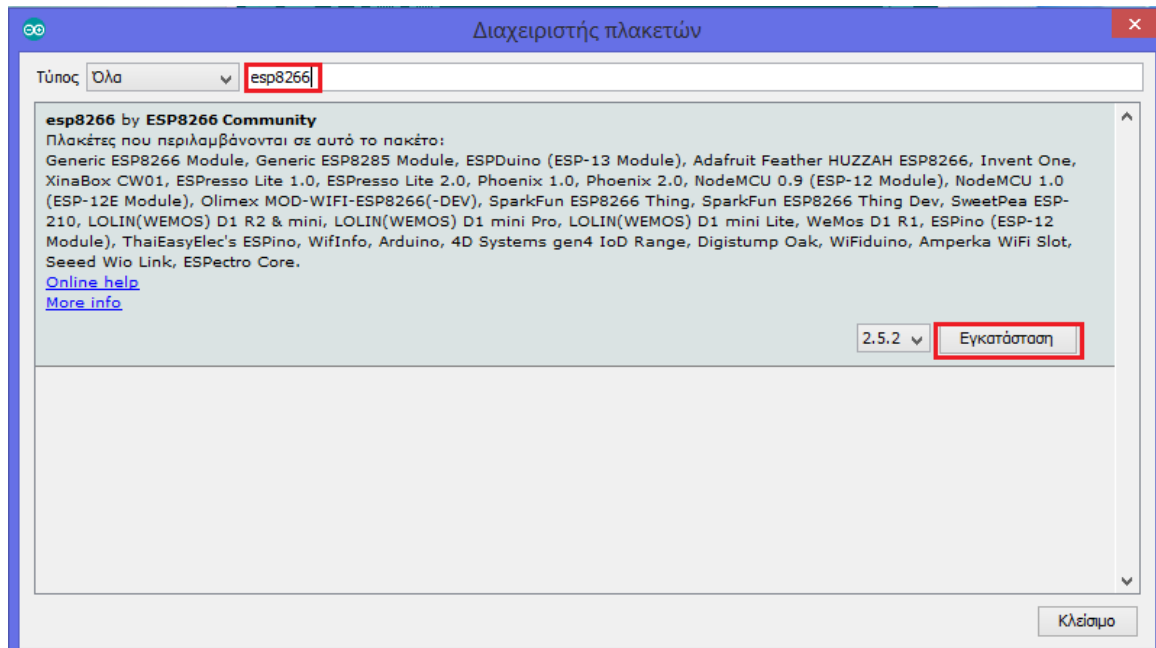 Διαχειριστής πλακετών
Τύπος Όλα esp8266
esp8266 by ESP8266 Community
Πλακέτες που περιλαμβάνονται σε αυτό το πακέτο:
Generic ESP8266 Module, Generic ESP8285 Module, ESPDuino (ESP-13 Module), Adafruit Feather HUZZAH ESP8266, Invent One,
XinaBox CW01, ESPresso Lite 1.0, ESPresso Lite 2.0, Phoenix 1.0, Phoenix 2.0, NodeMCU 0.9 (ESP-12 Module), NodeMCU 1.0
(ESP-12E Module), Olimex MOD-WIFI-ESP8266(-DEV), SparkFun ESP8266 Thing, SparkFun ESP8266 Thing Dev, SweetPea ESP-
210, LOLIN(WEMOS) D1 R2 & mini, LOLIN(WEMOS) D1 mini Pro, LOLIN(WEMOS) D1 mini Lite, WeMos D1 R1, ESPino (ESP-12
Module), ThaiEasyElec's ESPino, WifInfo, Arduino, 4D Systems gen4 IoD Range, Digistump Oak, WiFiduino, Amperka WiFi Slot,
Seeed Wio Link, ESPectro Core.
Online help
More info
2.5.2 Εγκατάσταση
Κλείσιμο